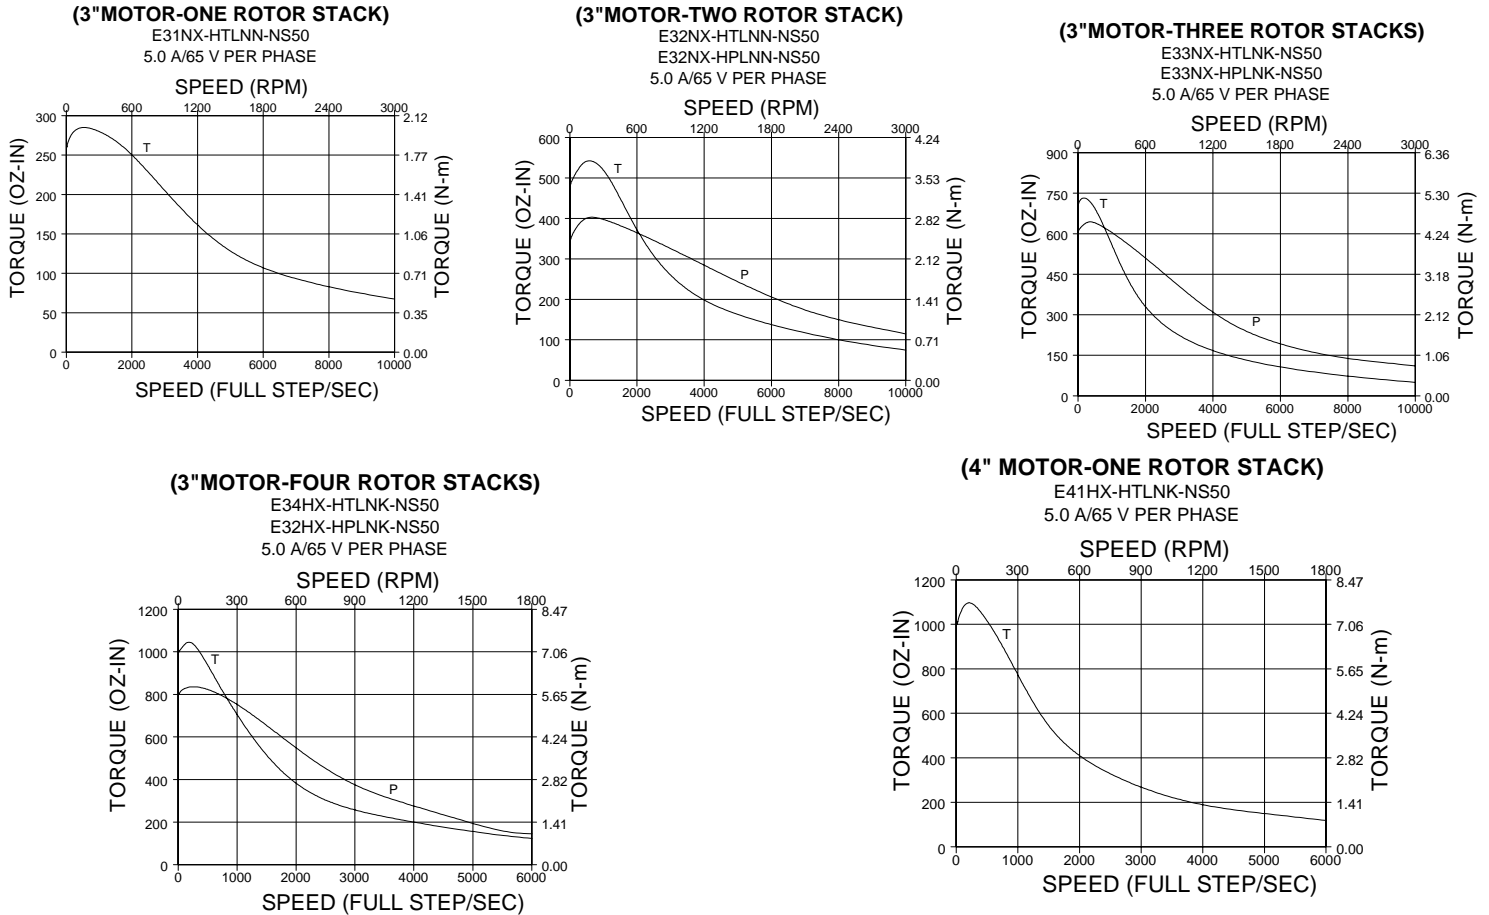 (3"MOTOR-ONE ROTOR STACK)
E31NX-HTLNN-NS50
5.0 A/65 V PER PHASE
SPEED (RPM)
0 600 1200 1800 2400 3000
TORQUE (OZ-IN)
300 250 200 150 100 50 0
T
2.12 1.77 1.41 1.06 0.71 0.35 0.00
TORQUE (N-m)
0 2000 4000 6000 8000 10000
SPEED (FULL STEP/SEC)
(3"MOTOR-TWO ROTOR STACK)
E32NX-HTLNN-NS50
E32NX-HPLNN-NS50
5.0 A/65 V PER PHASE
SPEED (RPM)
0 600 1200 1800 2400 3000
TORQUE (OZ-IN)
600 500 400 300 200 100 0
T
P
4.24 3.53 2.82 2.12 1.41 0.71 0.00
TORQUE (N-m)
0 2000 4000 6000 8000 10000
SPEED (FULL STEP/SEC)
(3"MOTOR-THREE ROTOR STACKS)
E33NX-HTLNK-NS50
E33NX-HPLNK-NS50
5.0 A/65 V PER PHASE
SPEED (RPM)
0 600 1200 1800 2400 3000
TORQUE (OZ-IN)
900 750 600 450 300 150 0
T
P
6.36 5.30 4.24 3.18 2.12 1.06 0.00
TORQUE (N-m)
0 2000 4000 6000 8000 10000
SPEED (FULL STEP/SEC)
(3"MOTOR-FOUR ROTOR STACKS)
E34HX-HTLNK-NS50
E32HX-HPLNK-NS50
5.0 A/65 V PER PHASE
SPEED (RPM)
0 300 600 900 1200 1500 1800
TORQUE (OZ-IN)
1200 1000 800 600 400 200 0
T
P
8.47 7.06 5.65 4.24 2.82 1.41 0.00
TORQUE (N-m)
0 1000 2000 3000 4000 5000 6000
SPEED (FULL STEP/SEC)
(4" MOTOR-ONE ROTOR STACK)
E41HX-HTLNK-NS50
5.0 A/65 V PER PHASE
SPEED (RPM)
0 300 600 900 1200 1500 1800
TORQUE (OZ-IN)
1200 1000 800 600 400 200 0
T
8.47 7.06 5.65 4.24 2.82 1.41 0.00
TORQUE (N-m)
0 1000 2000 3000 4000 5000 6000
SPEED (FULL STEP/SEC)